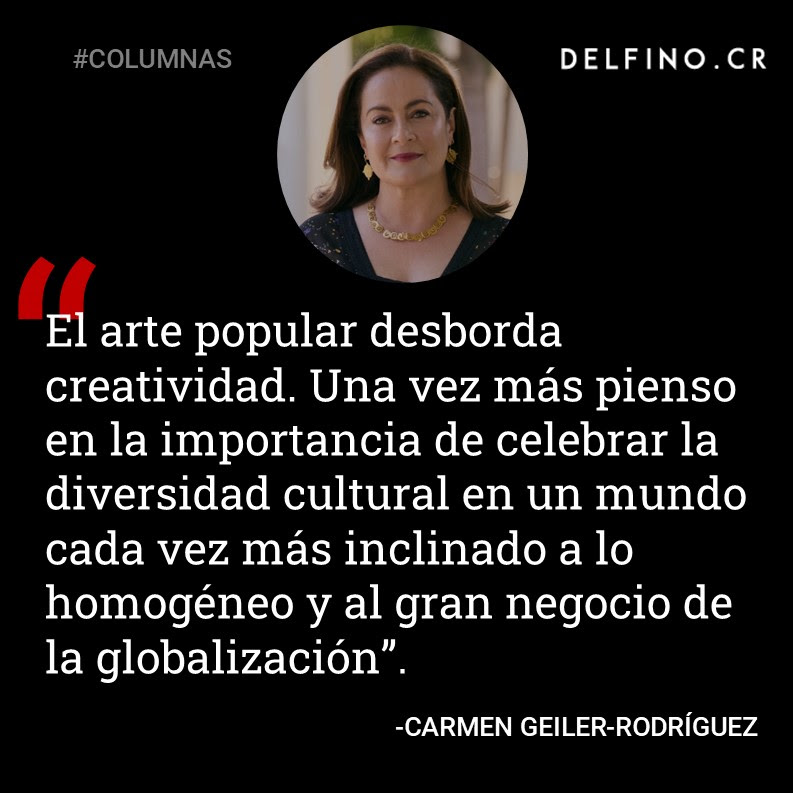 #COLUMNAS
DELFINO.CR
“El arte popular desborda
creatividad. Una vez más pienso
en la importancia de celebrar la
diversidad cultural en un mundo
cada vez más inclinado a lo
homogéneo y al gran negocio de
la globalización”.
-CARMEN GEILER-RODRÍGUEZ